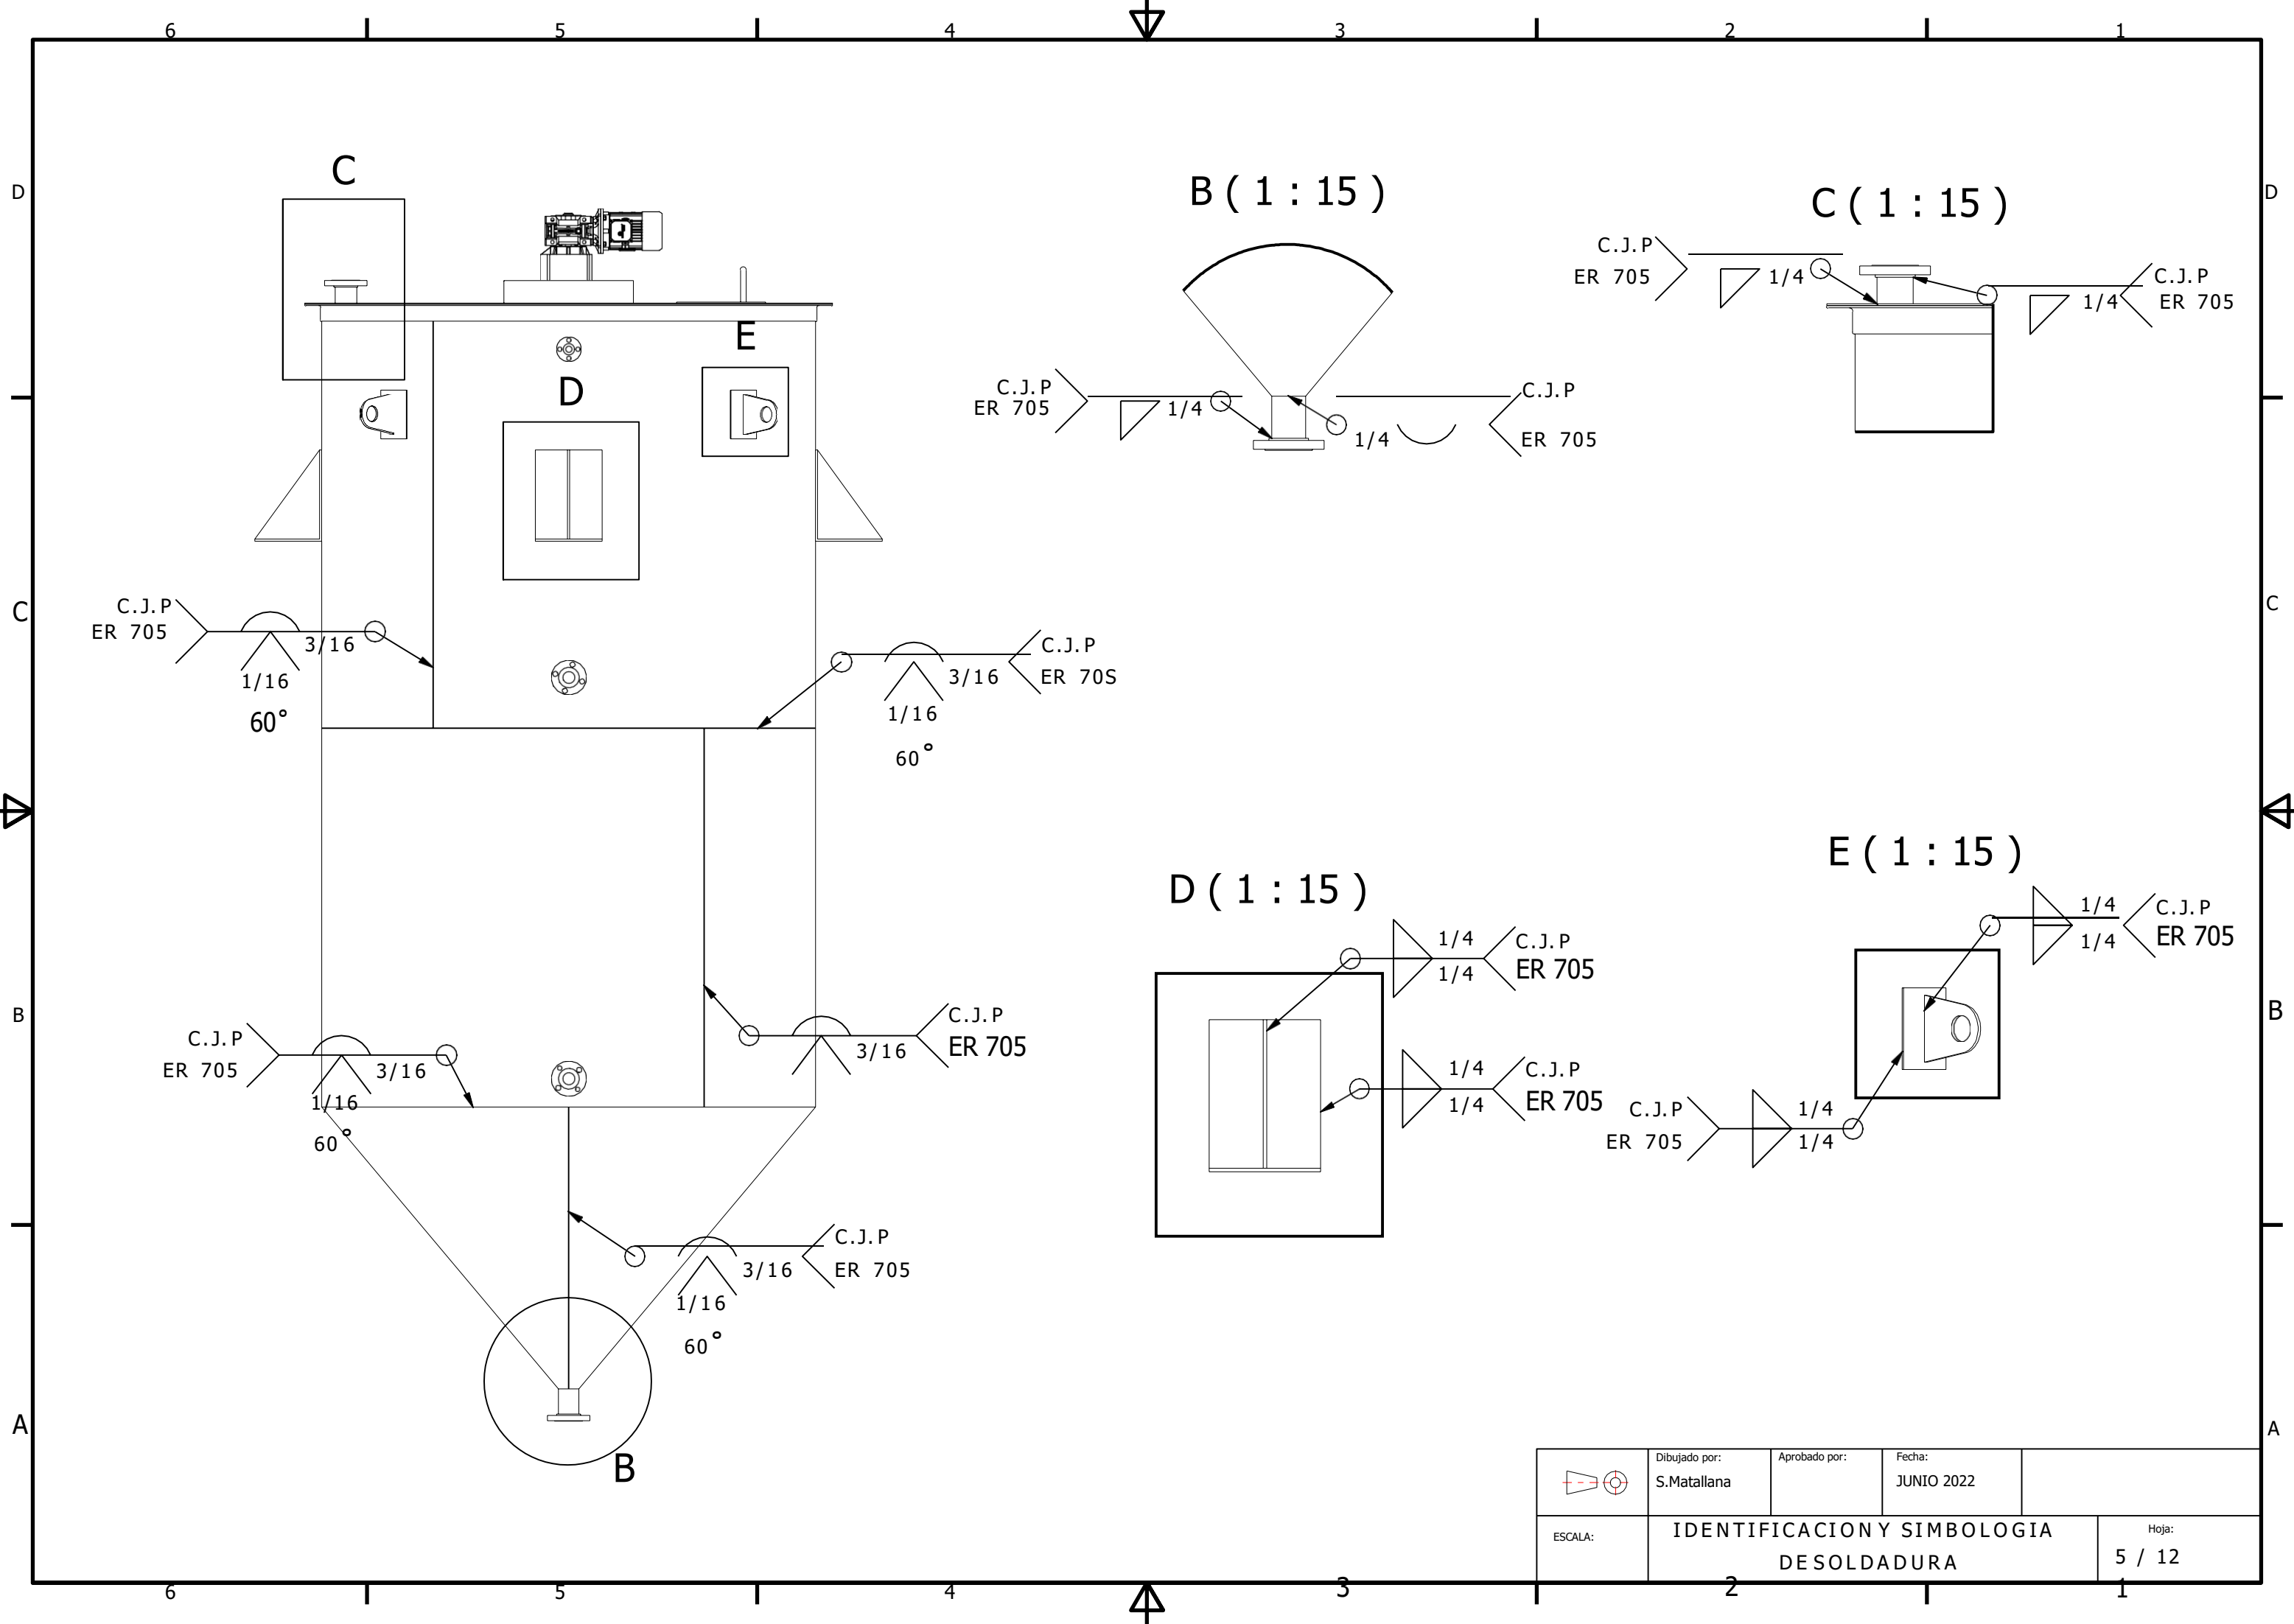 6 5 4 3 2 1
D D
C
B ( 1 : 15 )
C ( 1 : 15 )
C.J.P
ER 705
1/4
C.J.P
1/4
ER 705
E
D
C.J.P
ER 705
1/4
C.J.P
1/4
ER 705
C C
C.J.P
ER 705
3/16
1/16
60°
C.J.P
3/16
ER 70S
1/16
60°
E ( 1 : 15 )
D ( 1 : 15 )
1/4
C.J.P
1/4
ER 705
1/4
C.J.P
1/4
ER 705
B B
C.J.P
ER 705
3/16
1/16
60°
C.J.P
3/16
ER 705
1/4
C.J.P
1/4
ER 705
C.J.P
1/4
ER 705
1/4
C.J.P
3/16
ER 705
1/16
60°
A A
B
Dibujado por:
S.Matallana
Aprobado por:
Fecha:
JUNIO 2022
ESCALA:
IDENTIFICACION Y SIMBOLOGIA
DE SOLDADURA
Hoja:
5 / 12
6 5 4 3 2 1